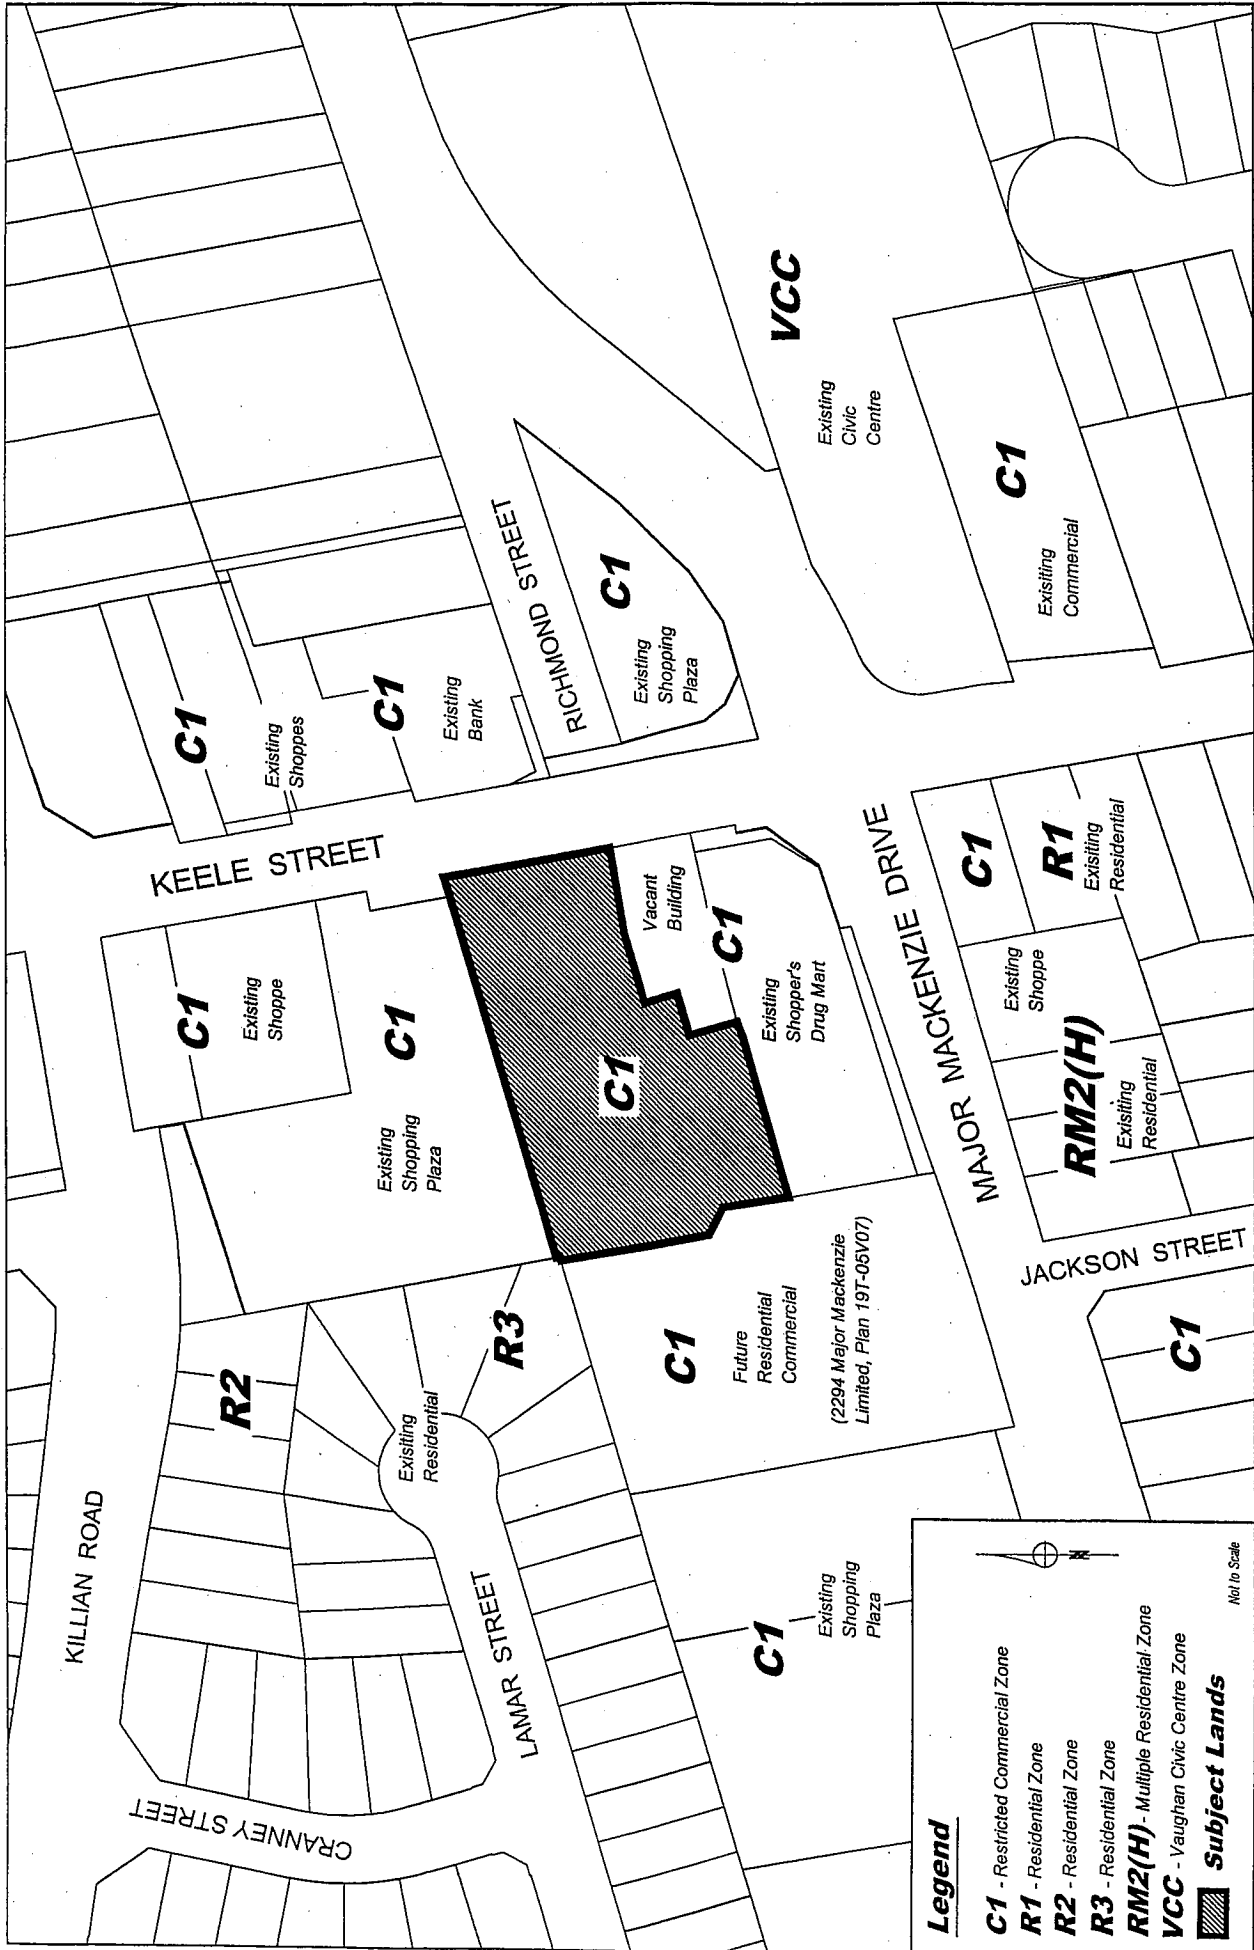 KILLIAN ROAD
CRANNEY STREET
LAMAR STREET
KEELE STREET
RICHMOND STREET
MAJOR MACKENZIE DRIVE
JACKSON STREET
R2
Exisiting
Residential
R3
C1
Existing
Shoppe
C1
Existing
Shopping
Plaza
C1
Existing
Shoppes
C1
Existing
Bank
C1
Existing
Shopping
Plaza
VCC
Existing
Civic
Centre
C1
Exisiting
Commercial
C1
Vacant
Building
C1
Existing
Shopper's
Drug Mart
C1
Future
Residential
Commercial
(2294 Major Mackenzie
Limited, Plan 19T-05V07)
C1
Existing
Shopping
Plaza
C1
Existing
Shoppe
R1
Exisiting
Residential
RM2(H)
Exisiting
Residential
C1
Legend
C1 - Restricted Commercial Zone
R1 - Residential Zone
R2 - Residential Zone
R3 - Residential Zone
RM2(H) - Multiple Residential Zone
VCC - Vaughan Civic Centre Zone
Subject Lands
N
Not to Scale